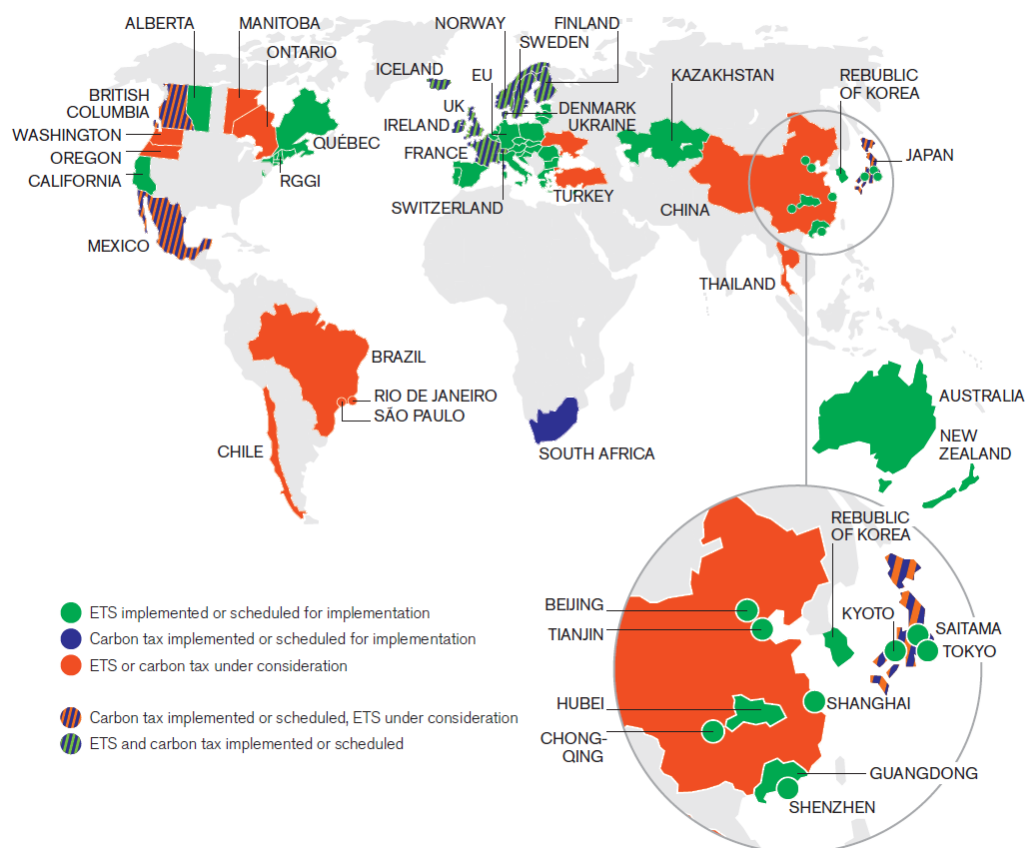 ALBERTA
MANITOBA
ONTARIO
BRITISH
COLUMBIA
WASHINGTON
OREGON
CALIFORNIA
QUÉBEC
RGGI
MEXICO
NORWAY
SWEDEN
FINLAND
ICELAND
EU
UK
IRELAND
DENMARK
UKRAINE
FRANCE
SWITZERLAND
TURKEY
KAZAKHSTAN
REBUBLIC
OF KOREA
JAPAN
CHINA
THAILAND
BRAZIL
RIO DE JANEIRO
SÃO PAULO
CHILE
SOUTH AFRICA
AUSTRALIA
NEW
ZEALAND
REBUBLIC
OF KOREA
BEIJING
TIANJIN
KYOTO
SAITAMA
TOKYO
HUBEI
SHANGHAI
CHONG-
QING
GUANGDONG
SHENZHEN
ETS implemented or scheduled for implementation
Carbon tax implemented or scheduled for implementation
ETS or carbon tax under consideration
Carbon tax implemented or scheduled, ETS under consideration
ETS and carbon tax implemented or scheduled